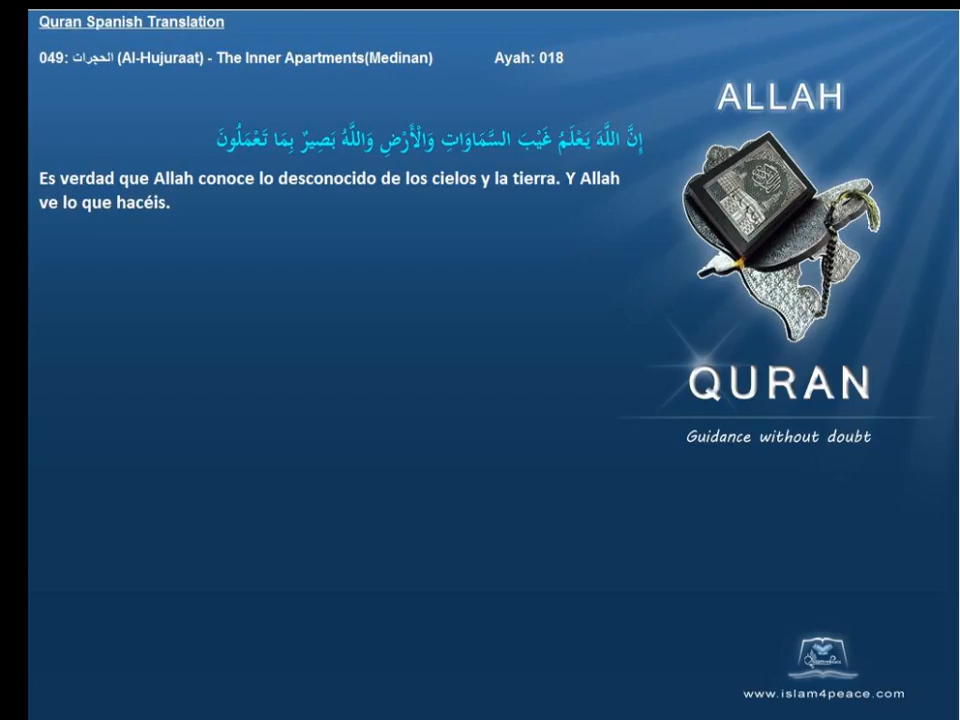 Quran Spanish Translation
049: الحجرات (Al-Hujuraat) - The Inner Apartments(Medinan) Ayah: 018
ALLAH
إِنَّ اللَّهَ يَعْلَمُ غَيْبَ السَّمَاوَاتِ وَالْأَرْضِ وَاللَّهُ بَصِيرٌ بِمَا تَعْمَلُونَ
Es verdad que Allah conoce lo desconocido de los cielos y la tierra. Y Allah
ve lo que hacéis.
QURAN
Guidance without doubt
www.islam4peace.com